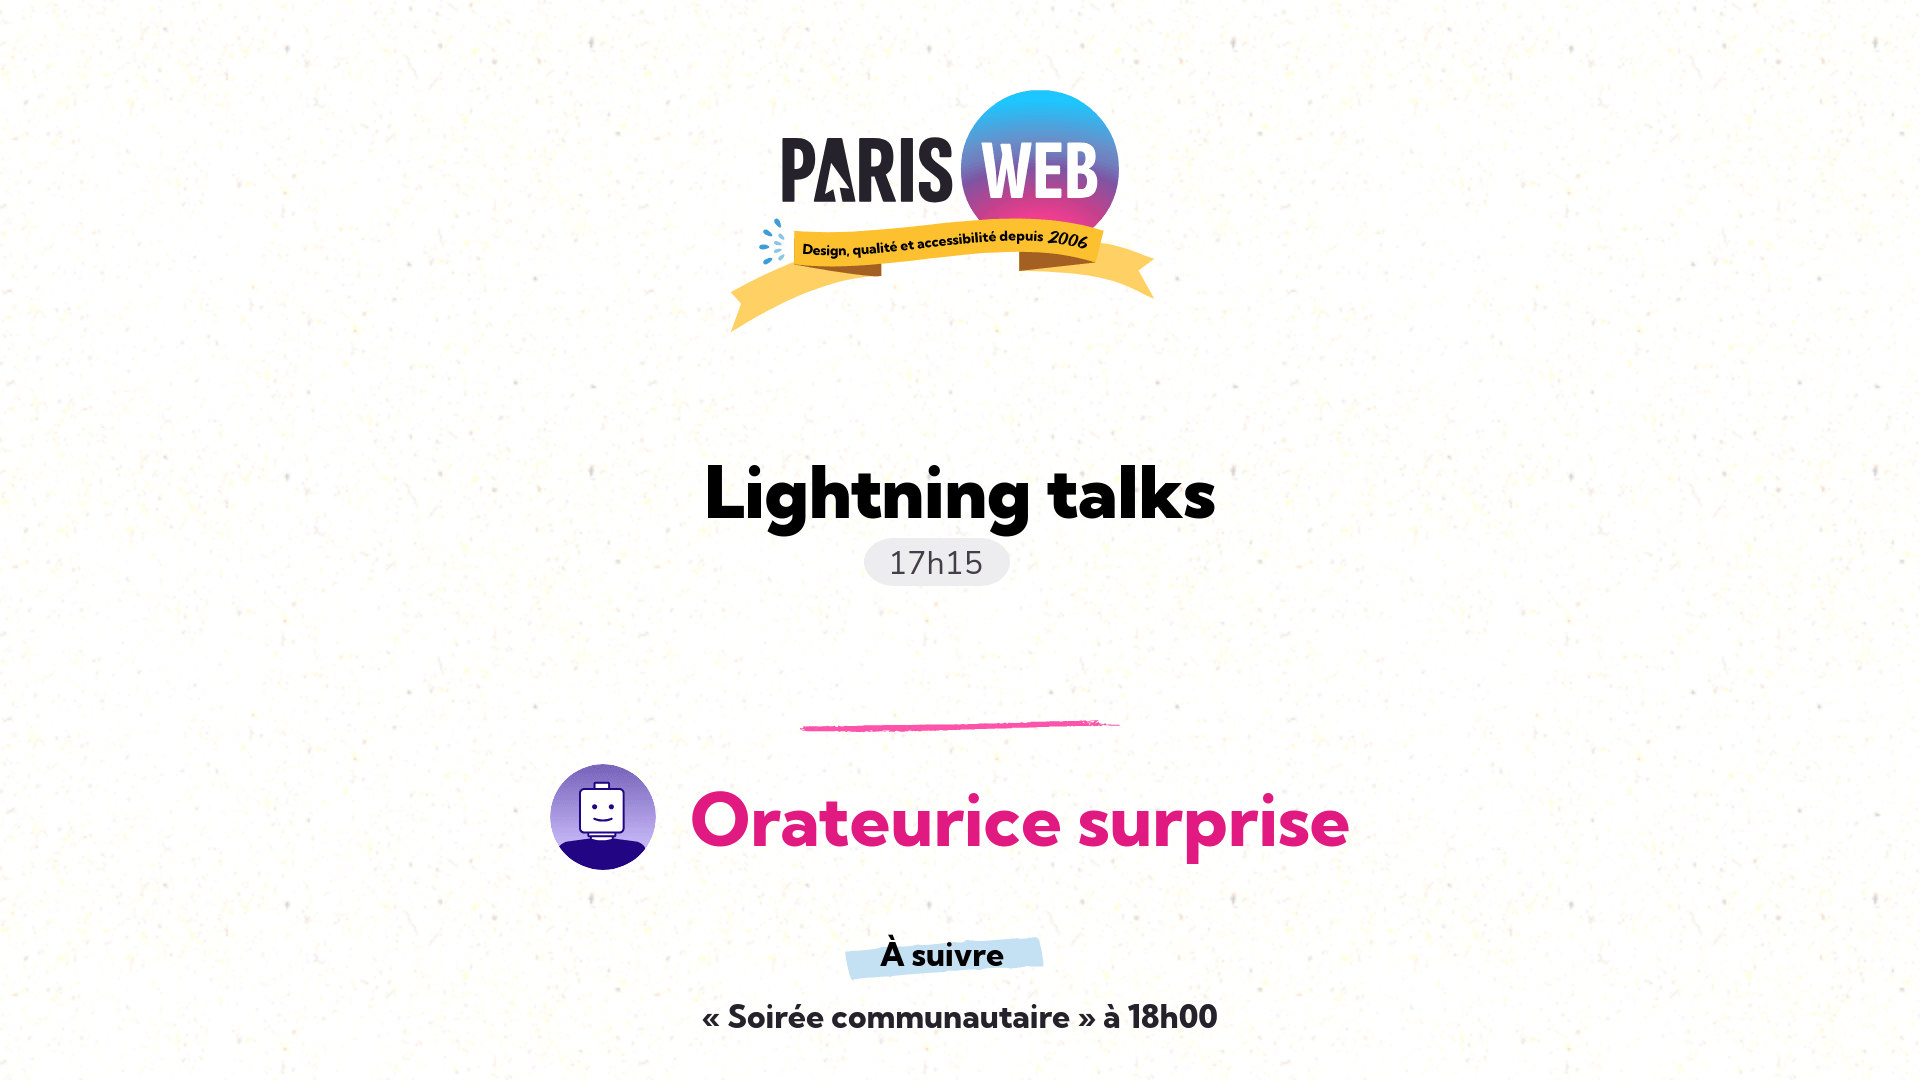 PARIS WEB
Design, qualité et accessibilité depuis 2006
Lightning talks
17h15
Orateurice surprise
À suivre
« Soirée communautaire » à 18h00